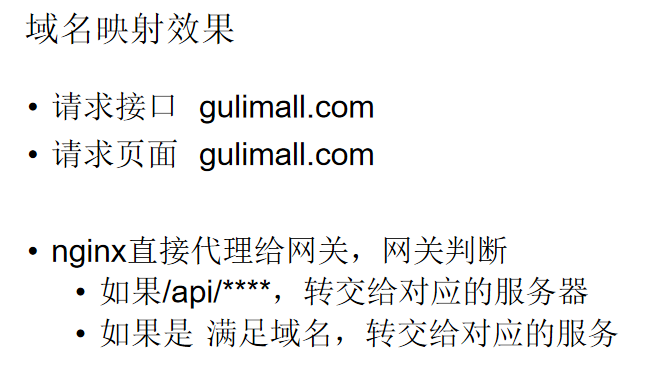 域名映射效果
• 请求接口 gulimall.com
• 请求页面 gulimall.com
• nginx直接代理给网关，网关判断
• 如果/api/****，转交给对应的服务器
• 如果是 满足域名，转交给对应的服务